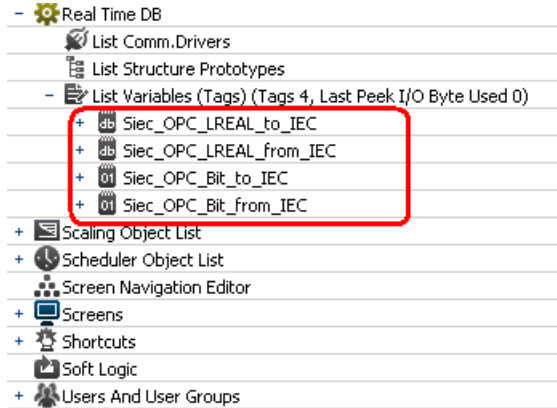 Real Time DB
List Comm.Drivers
List Structure Prototypes
List Variables (Tags) (Tags 4, Last Peek I/O Byte Used 0)
db Siec_OPC_LREAL_to_IEC
db Siec_OPC_LREAL_from_IEC
01 Siec_OPC_Bit_to_IEC
01 Siec_OPC_Bit_from_IEC
Scaling Object List
Scheduler Object List
Screen Navigation Editor
Screens
Shortcuts
Soft Logic
Users And User Groups